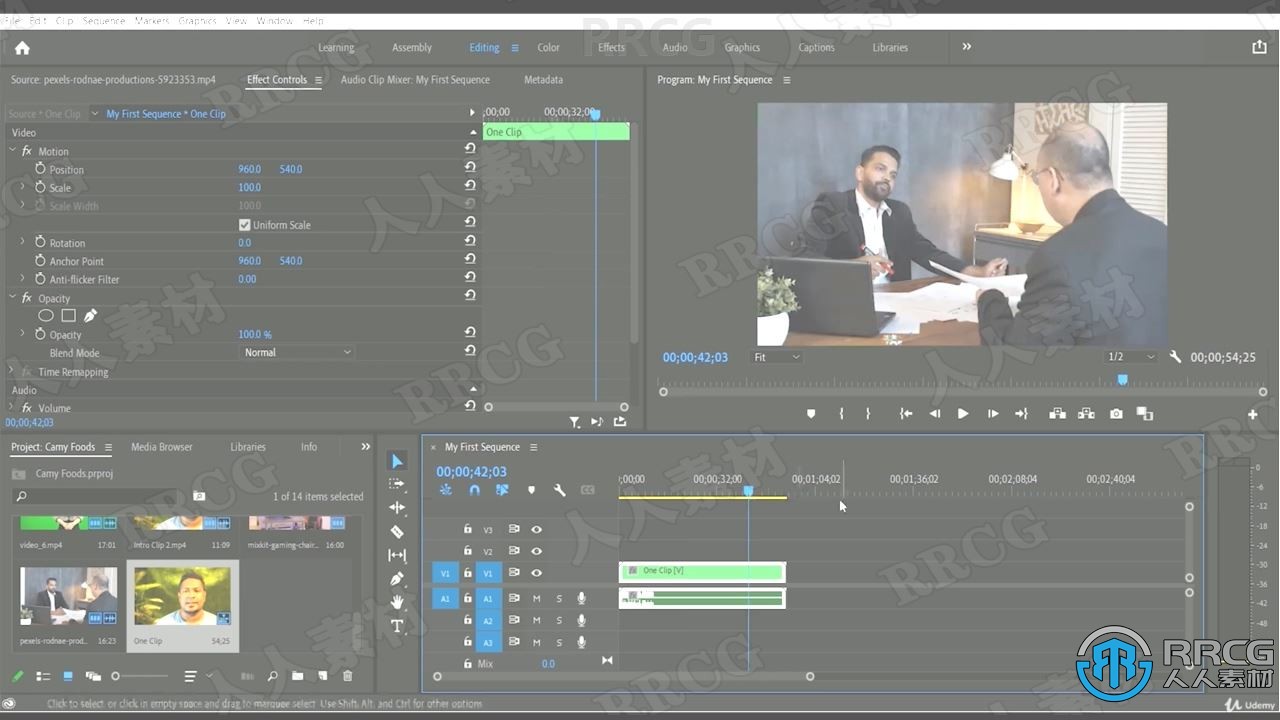 File Edit Clip Sequence Markers Graphics View Window Help
RRCG
Learning Assembly Editing Color Effects Audio Graphics Captions Libraries
Source: pexels-rodnae-productions-5923353.mp4 Effect Controls Audio Clip Mixer: My First Sequence Metadata
Program: My First Sequence
Source * One Clip My First Sequence * One Clip
;00;00 00;00;32;00
Video
One Clip
fx Motion
Position 960.0 540.0
Scale 100.0
Scale Width 100.0
Uniform Scale
Rotation 0.0
Anchor Point 960.0 540.0
Anti-flicker Filter 0.00
fx Opacity
Opacity 100.0 %
Blend Mode Normal
fx Time Remapping
Audio
fx Volume
00;00;42;03
00;00;42;03 Fit 1/2 00;00;54;25
Project: Camy Foods Media Browser Libraries Info
Camy Foods.prproj
1 of 14 items selected
video_6.mp4 17:01
Intro Clip 2.mp4 11:09
mixkit-gaming-chair... 16:00
pexels-rodnae-prod... 16:23
One Clip 54;25
× My First Sequence
00;00;42;03
;00;00 00;00;32;00 00;01;04;02 00;01;36;02 00;02;08;04 00;02;40;04
V3
V2
V1 V1 One Clip [V]
A1 A1 M S
A2 M S
A3 M S
Mix 0.0
0
-6
-12
-18
-24
-30
-36
-42
-48
RRCG
人人素材
Click to select, or click in empty space and drag to marquee select. Use Shift, Alt, and Ctrl for other options.
Udemy